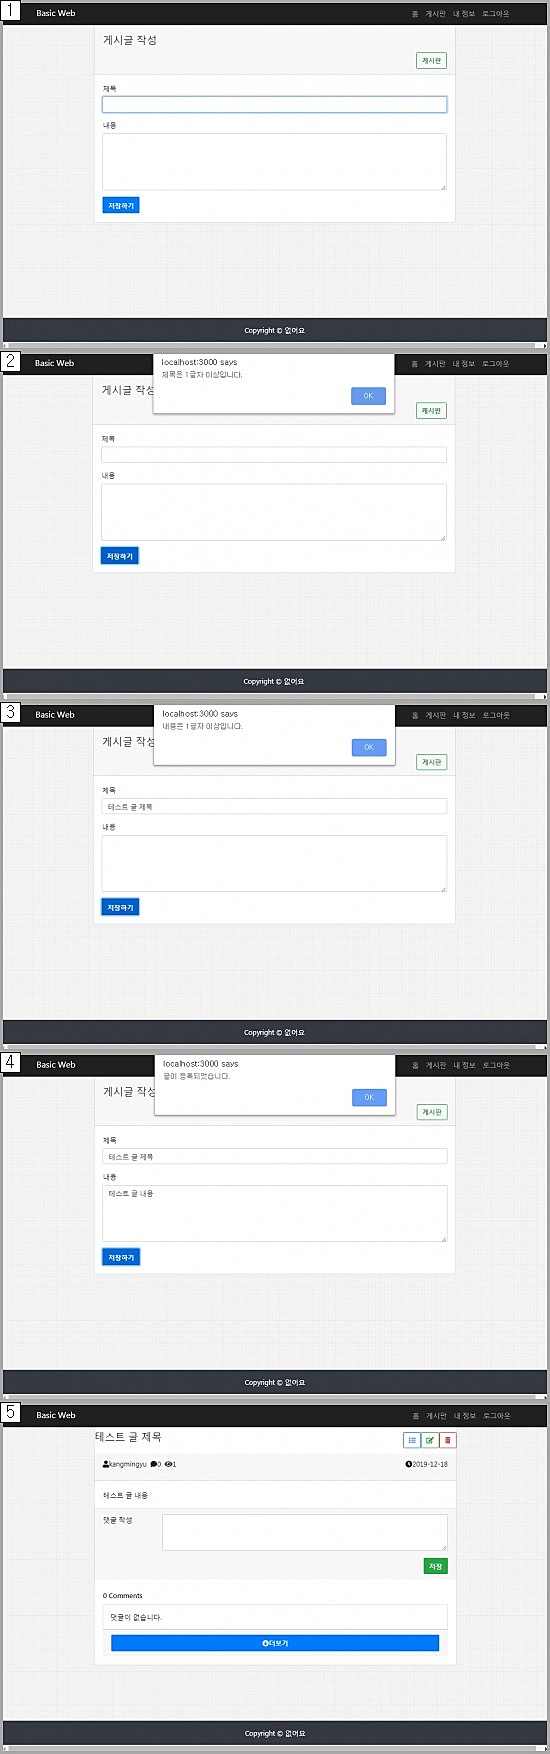 1
Basic Web 홈 게시판 내 정보 로그아웃
게시글 작성
게시판
제목
내용
저장하기
Copyright © 없어요
2
Basic Web 홈 게시판 내 정보 로그아웃
localhost:3000 says
제목은 1글자 이상입니다.
OK
게시글 작성
게시판
제목
내용
저장하기
Copyright © 없어요
3
Basic Web 홈 게시판 내 정보 로그아웃
localhost:3000 says
내용은 1글자 이상입니다.
OK
게시글 작성
게시판
제목
테스트 글 제목
내용
저장하기
Copyright © 없어요
4
Basic Web 홈 게시판 내 정보 로그아웃
localhost:3000 says
글이 등록되었습니다.
OK
게시글 작성
게시판
제목
테스트 글 제목
내용
테스트 글 내용
저장하기
Copyright © 없어요
5
Basic Web 홈 게시판 내 정보 로그아웃
테스트 글 제목
kangmingyu 0 1 2019-12-18
테스트 글 내용
댓글 작성
저장
0 Comments
댓글이 없습니다.
더보기
Copyright © 없어요